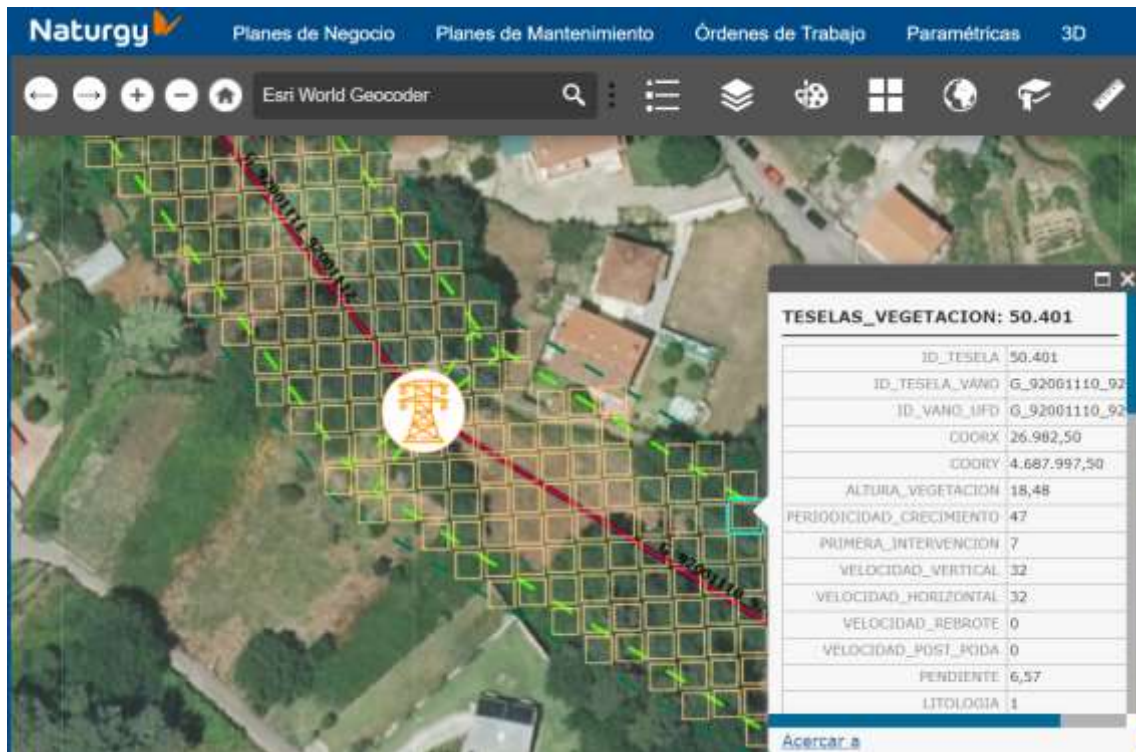 Naturgy Planes de Negocio Planes de Mantenimiento Órdenes de Trabajo Paramétricas 3D
Esri World Geocoder
G_92001111_92001112
TESELAS_VEGETACION: 50.401
ID_TESELA 50.401
ID_TESELA_VANO G_92001110_92
ID_VANO_UFD G_92001110_92
COORX 26.982,50
COORY 4.687.997,50
ALTURA_VEGETACION 18,48
PERIODICIDAD_CRECIMIENTO 47
PRIMERA_INTERVENCION 7
VELOCIDAD_VERTICAL 32
VELOCIDAD_HORIZONTAL 32
VELOCIDAD_REBROTE 0
VELOCIDAD_POST_PODA 0
PENDIENTE 6,57
LITOLOGIA 1
Acercar a